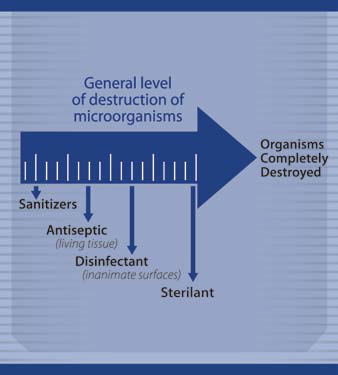 General level
of destruction of
microorganisms
Organisms
Completely
Destroyed
Sanitizers
Antiseptic
(living tissue)
Disinfectant
(inanimate surfaces)
Sterilant